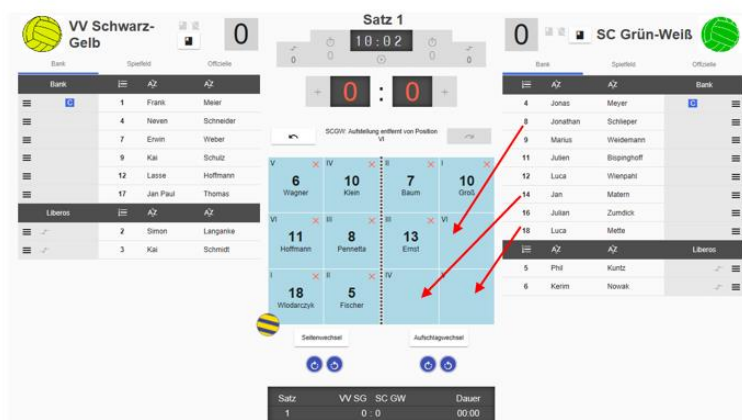 Satz 1
VV Schwarz-
Gelb
0
10:02
0
SC Grün-Weiß
0 0 0 0
Bank Spielfeld Offizielle
Bank Spielfeld Offizielle
0 : 0
Bank
C 1 Frank Meier
4 Neven Schneider
7 Erwin Weber
9 Kai Schulz
12 Lasse Hoffmann
17 Jan Paul Thomas
Liberos
2 Simon Langanke
3 Kai Schmidt
SCGW: Aufstellung entfernt von Position
VI
V IV II I
6 10 7 10
Wagner Klein Baum Groß
VI III III VI
11 8 13
Hoffmann Pennetta Ernst
I II IV V
18 5
Wlodarczyk Fischer
Seitenwechsel Aufschlagwechsel
Satz VV SG SC GW Dauer
1 0 : 0 00:00
Bank
4 Jonas Meyer C
8 Jonathan Schlieper
9 Marius Weidemann
11 Julien Bispinghoff
12 Luca Wienpahl
14 Jan Matern
16 Julian Zumdick
18 Luca Mette
Liberos
5 Phil Kuntz
6 Kerim Nowak